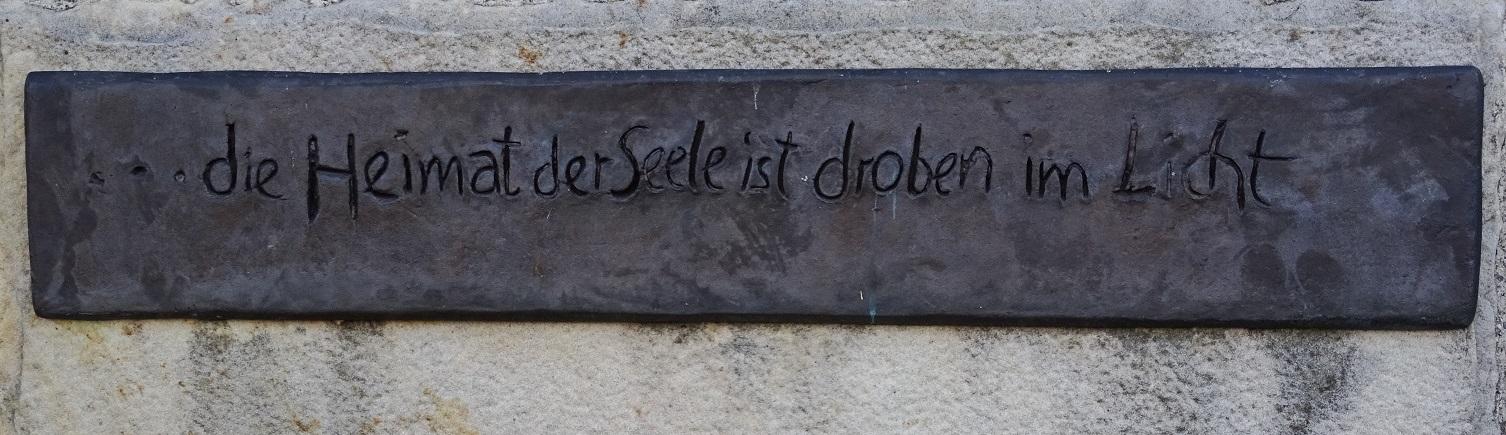 ... die Heimat der Seele ist droben im Licht